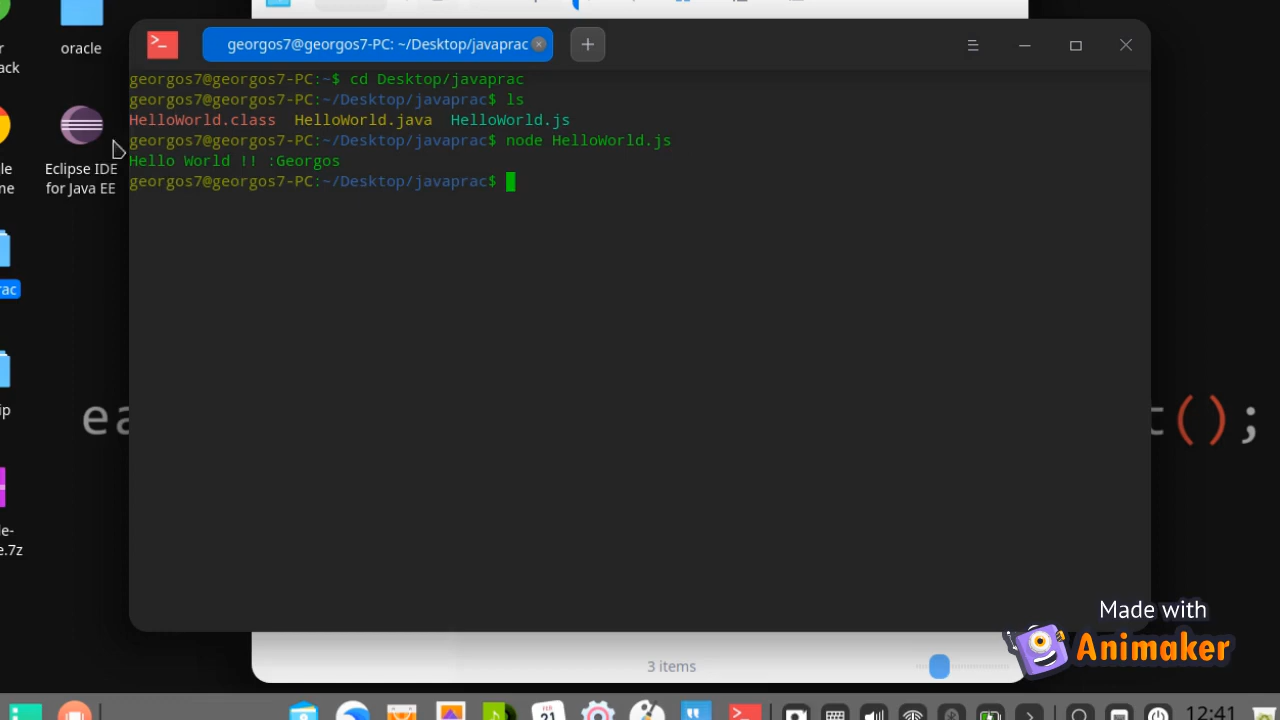 oracle
georgos7@georgos7-PC: ~/Desktop/javaprac
georgos7@georgos7-PC:~$ cd Desktop/javaprac
georgos7@georgos7-PC:~/Desktop/javaprac$ ls
HelloWorld.class HelloWorld.java HelloWorld.js
georgos7@georgos7-PC:~/Desktop/javaprac$ node HelloWorld.js
Hello World !! :Georgos
georgos7@georgos7-PC:~/Desktop/javaprac$
Eclipse IDE
for Java EE
();
Made with
Animaker
3 items
FEB
21
12:41